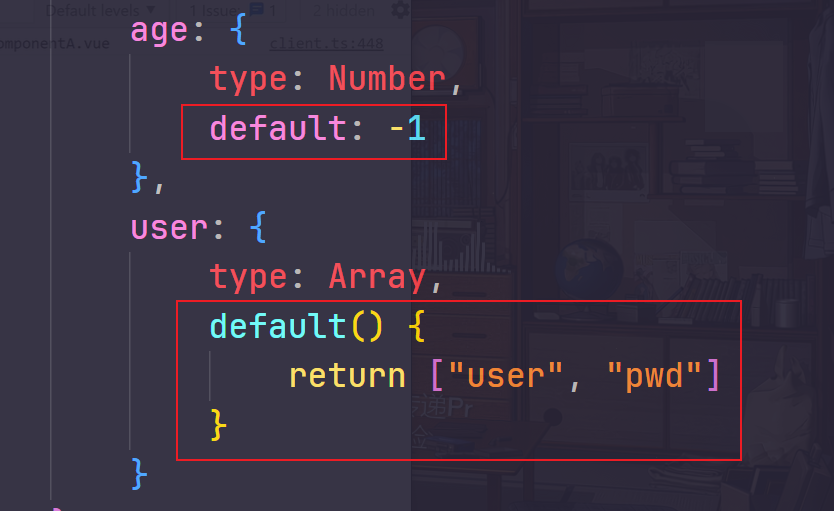 Default levels ▼ 1 Issue: 1 2 hidden
age: {
omponentA.vue client.ts:448
type: Number,
default: -1
},
user: {
type: Array,
default() {
return ["user", "pwd"]
}
}